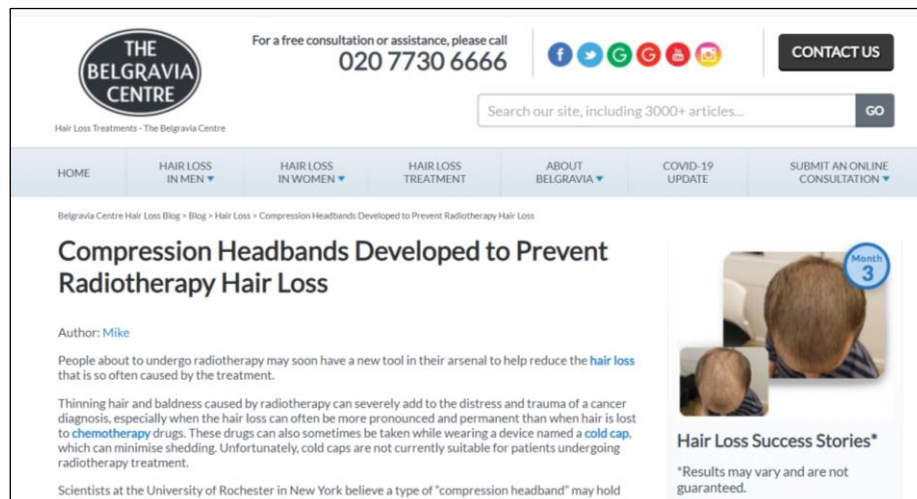 THE
BELGRAVIA
CENTRE
Hair Loss Treatments - The Belgravia Centre
For a free consultation or assistance, please call
020 7730 6666
CONTACT US
Search our site, including 3000+ articles...
GO
HOME
HAIR LOSS
IN MEN
HAIR LOSS
IN WOMEN
HAIR LOSS
TREATMENT
ABOUT
BELGRAVIA
COVID-19
UPDATE
SUBMIT AN ONLINE
CONSULTATION
Belgravia Centre Hair Loss Blog > Blog > Hair Loss > Compression Headbands Developed to Prevent Radiotherapy Hair Loss
Compression Headbands Developed to Prevent
Radiotherapy Hair Loss
Author: Mike
People about to undergo radiotherapy may soon have a new tool in their arsenal to help reduce the hair loss
that is so often caused by the treatment.
Thinning hair and baldness caused by radiotherapy can severely add to the distress and trauma of a cancer
diagnosis, especially when the hair loss can often be more pronounced and permanent than when hair is lost
to chemotherapy drugs. These drugs can also sometimes be taken while wearing a device named a cold cap,
which can minimise shedding. Unfortunately, cold caps are not currently suitable for patients undergoing
radiotherapy treatment.
Scientists at the University of Rochester in New York believe a type of "compression headband" may hold
Month
3
Hair Loss Success Stories*
*Results may vary and are not
guaranteed.